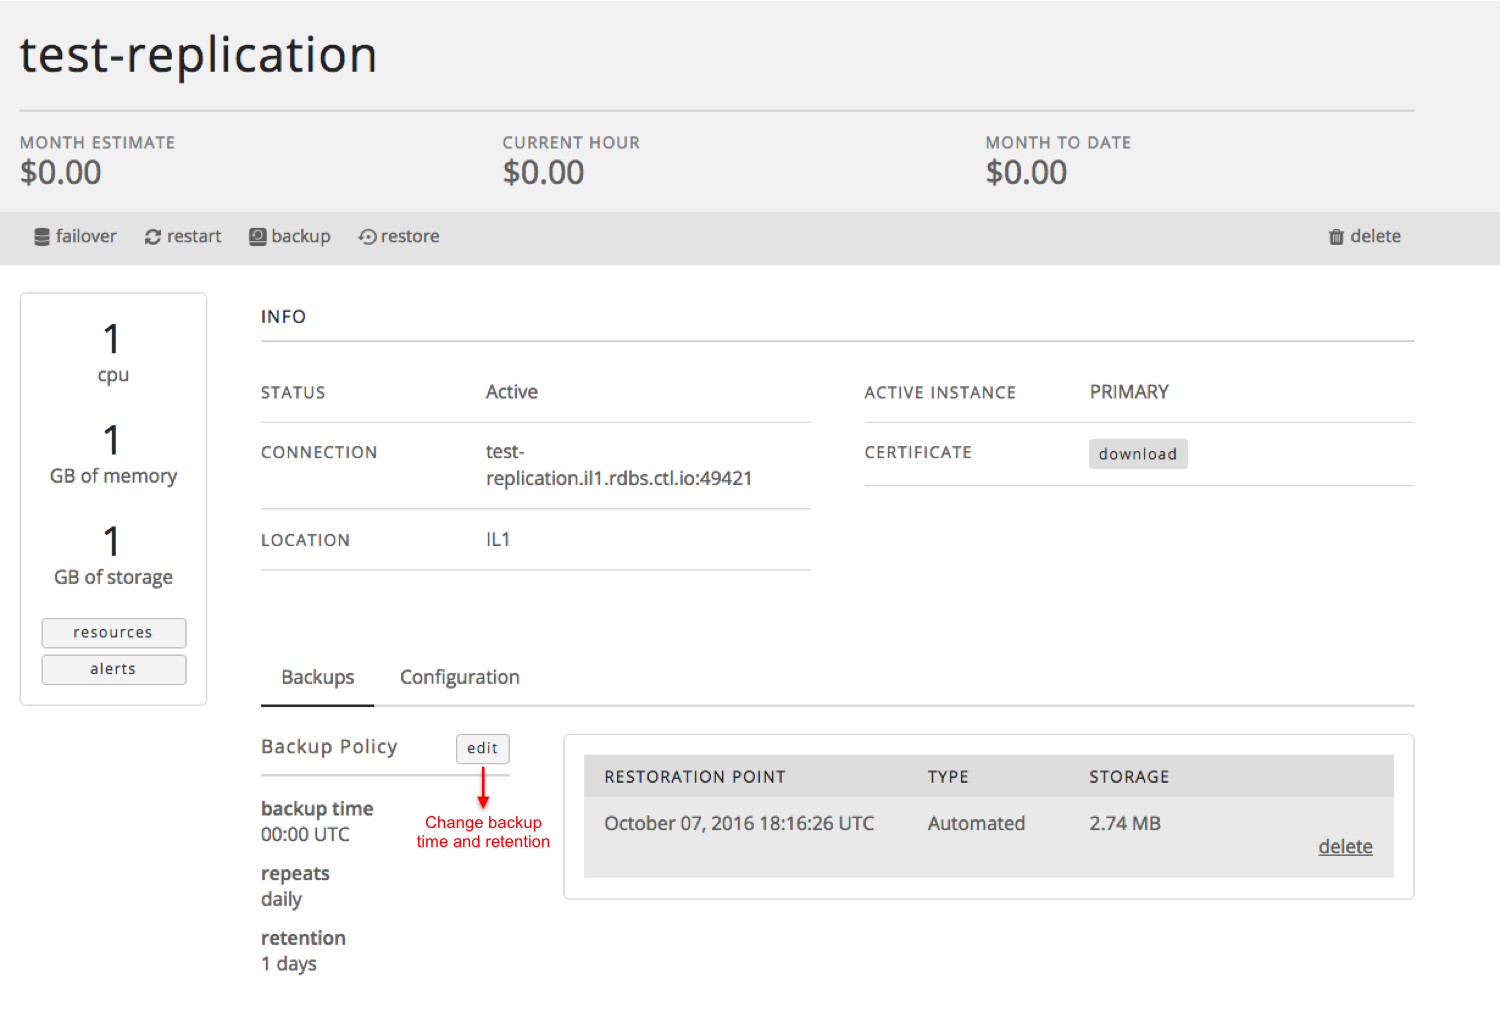 test-replication
MONTH ESTIMATE
$0.00
CURRENT HOUR
$0.00
MONTH TO DATE
$0.00
failover restart backup restore delete
1
cpu
1
GB of memory
1
GB of storage
resources
alerts
INFO
STATUS Active
CONNECTION test-
replication.il1.rdbs.ctl.io:49421
LOCATION IL1
ACTIVE INSTANCE PRIMARY
CERTIFICATE download
Backups Configuration
Backup Policy edit
Change backup
time and retention
backup time
00:00 UTC
repeats
daily
retention
1 days
RESTORATION POINT TYPE STORAGE
October 07, 2016 18:16:26 UTC Automated 2.74 MB
delete